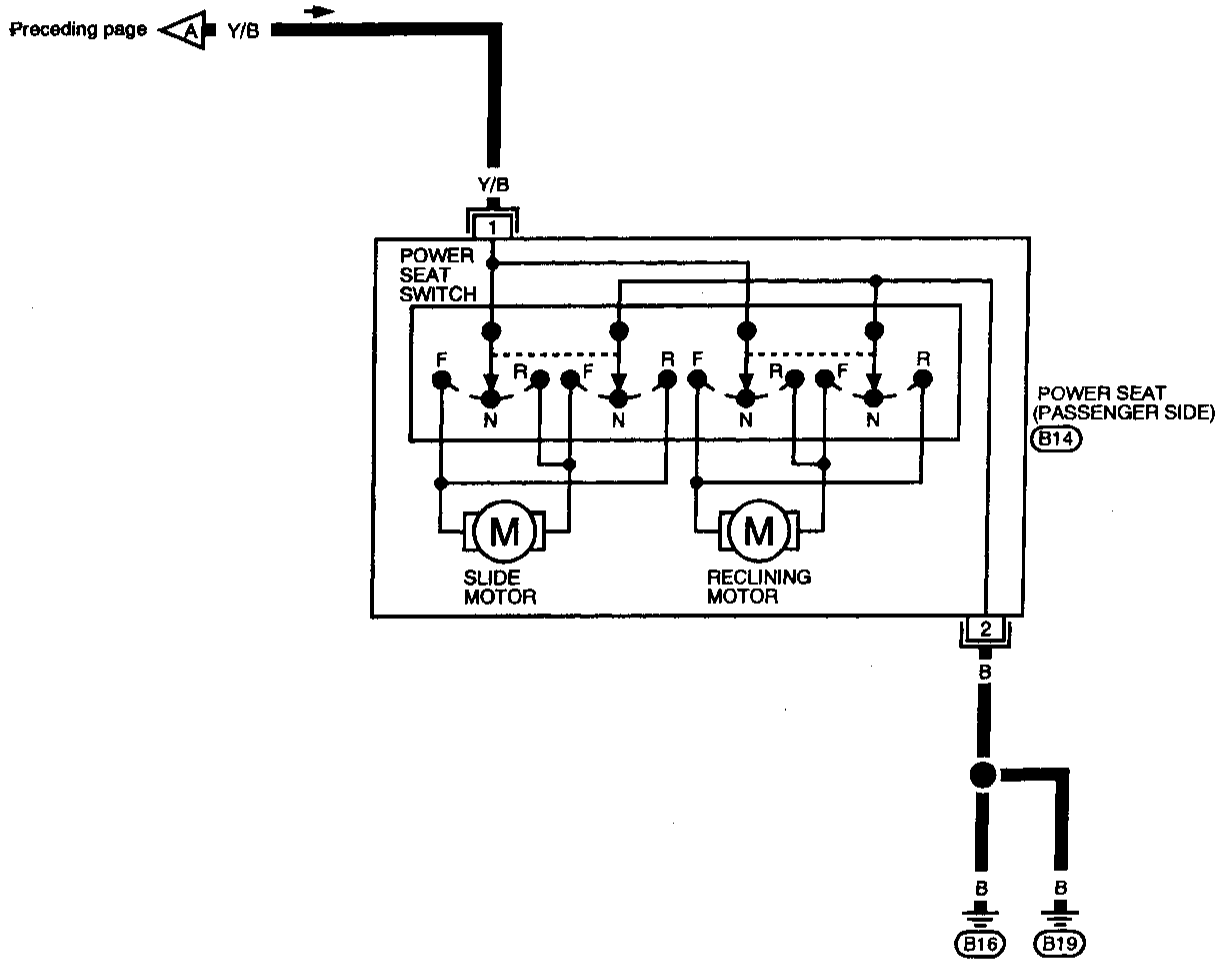 Preceding page
A
Y/B
Y/B
1
POWER
SEAT
SWITCH
F
R
F
R
F
R
F
R
N
N
N
N
POWER SEAT
(PASSENGER SIDE)
B14
M
M
SLIDE
MOTOR
RECLINING
MOTOR
2
B
B
B
B16
B19